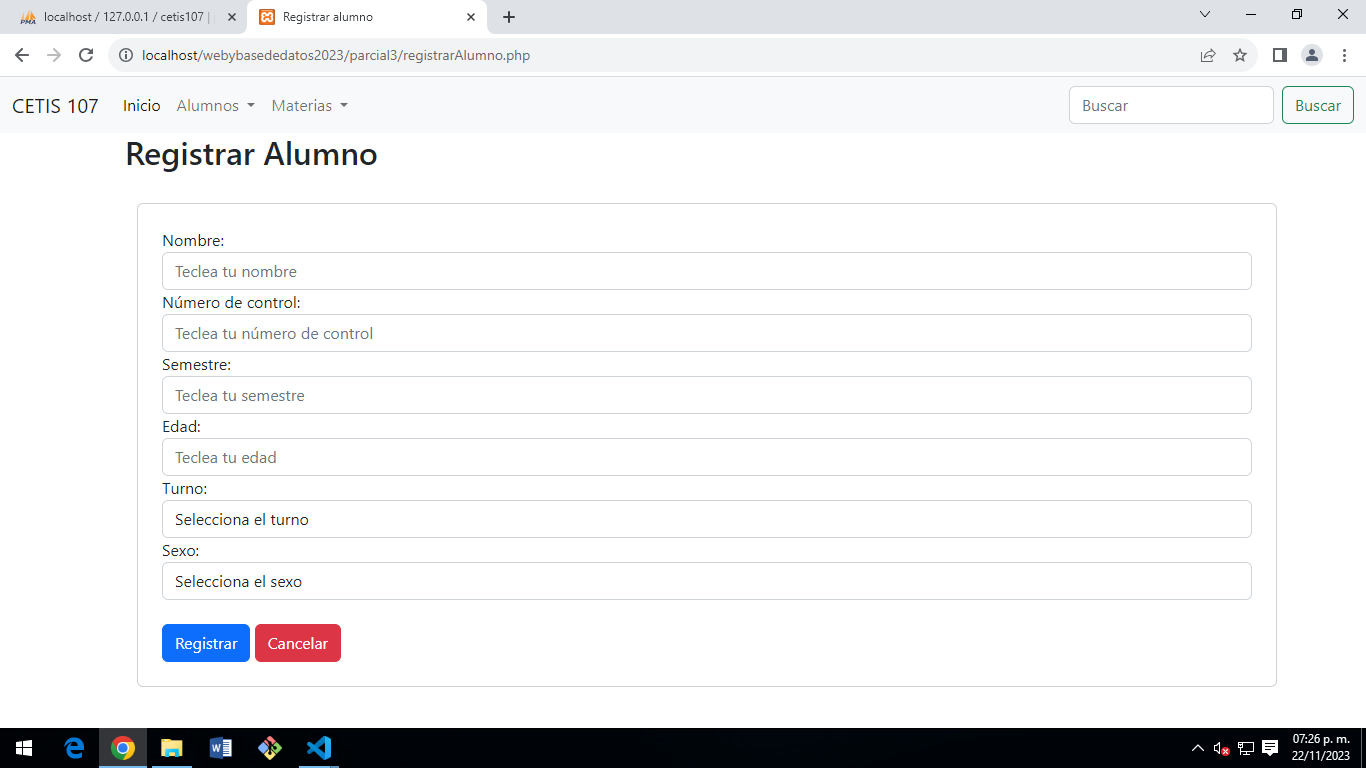 localhost / 127.0.0.1 / cetis107 |
Registrar alumno
localhost/webybasededatos2023/parcial3/registrarAlumno.php
CETIS 107 Inicio Alumnos Materias Buscar Buscar
Registrar Alumno
Nombre:
Teclea tu nombre
Número de control:
Teclea tu número de control
Semestre:
Teclea tu semestre
Edad:
Teclea tu edad
Turno:
Selecciona el turno
Sexo:
Selecciona el sexo
Registrar Cancelar
07:26 p. m.
22/11/2023